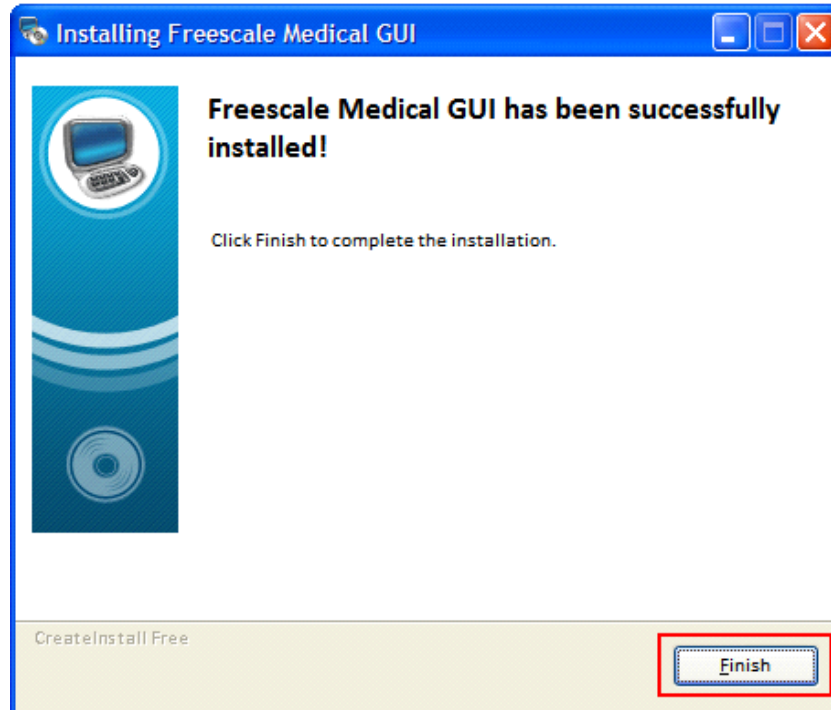 Installing Freescale Medical GUI
Freescale Medical GUI has been successfully
installed!
Click Finish to complete the installation.
CreateInstall Free
Finish